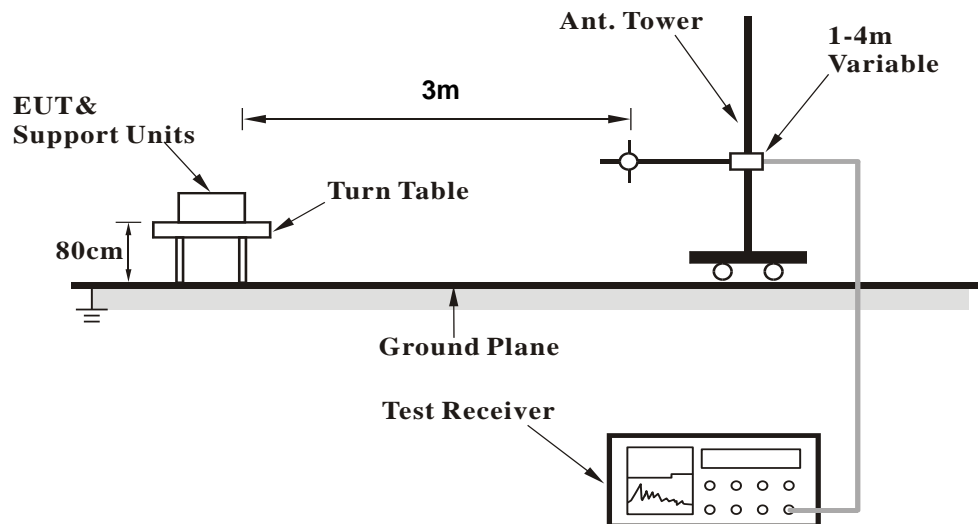 Ant. Tower
1-4m
Variable
3m
EUT&
Support Units
Turn Table
80cm
Ground Plane
Test Receiver